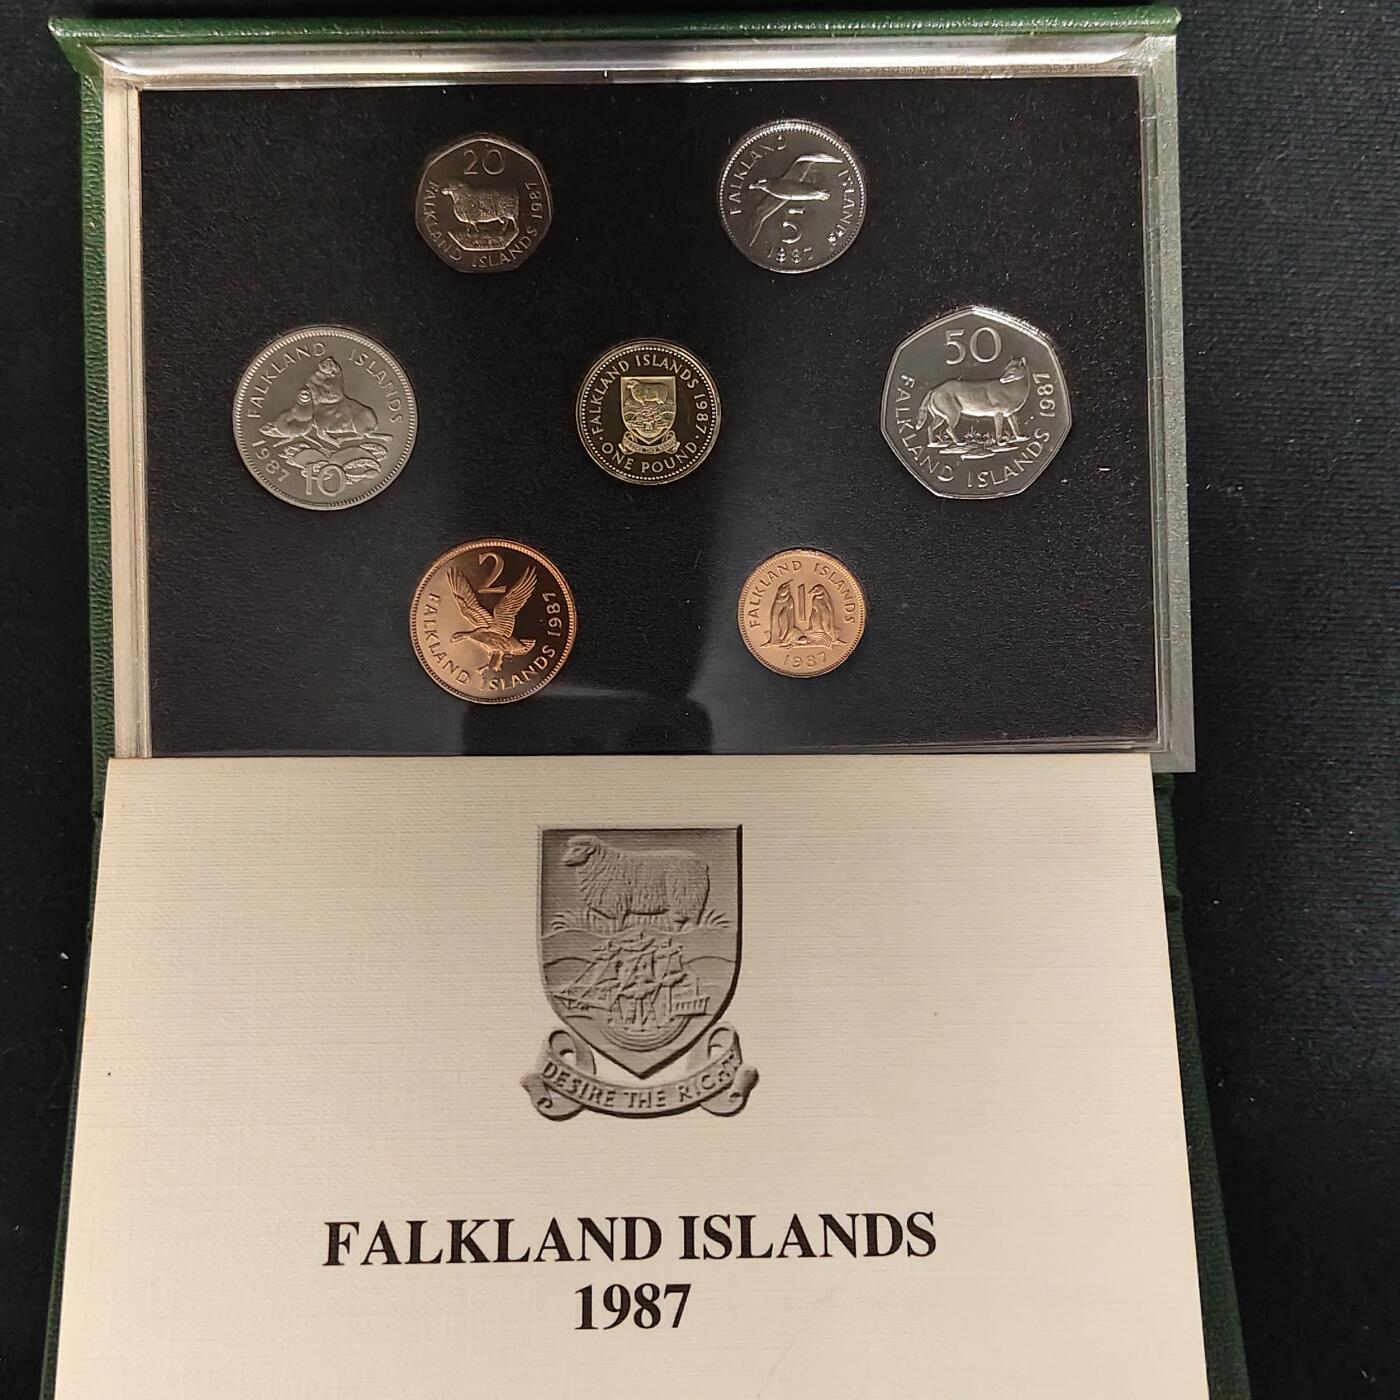 20
FALKLAND ISLANDS 1987
FALKLAND ISLANDS
5
1987
FALKLAND ISLANDS
1987
10
FALKLAND ISLANDS 1987
ONE POUND
50
FALKLAND ISLANDS 1987
2
FALKLAND ISLANDS 1987
FALKLAND ISLANDS
1
1987
DESIRE THE RIGHT
FALKLAND ISLANDS
1987